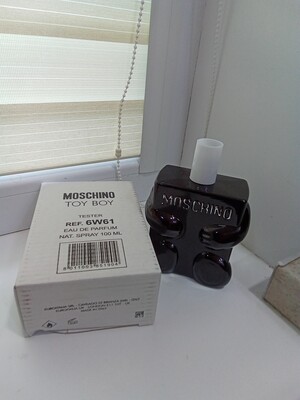 MOSCHINO
TOY BOY
TESTER
REF. 6W61
EAU DE PARFUM
NAT. SPRAY 100 ML
MOSCHINO